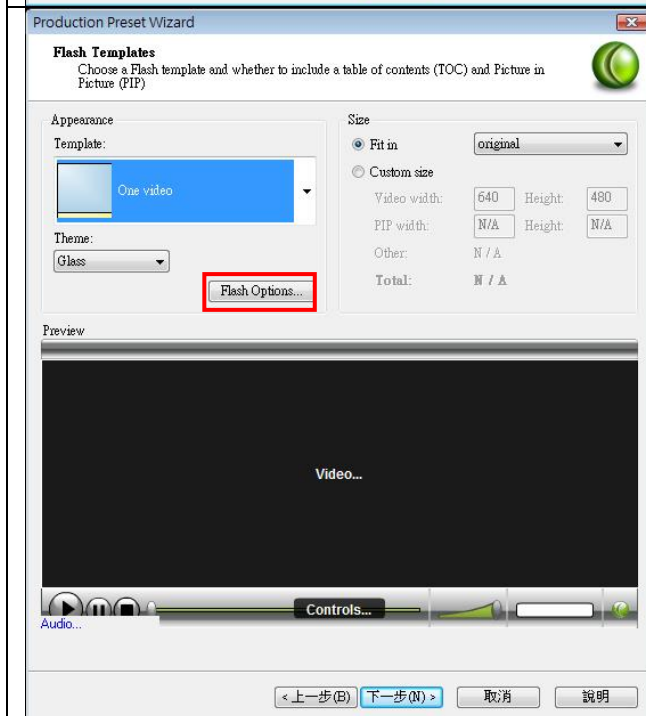 Production Preset Wizard
Flash Templates
Choose a Flash template and whether to include a table of contents (TOC) and Picture in
Picture (PIP)
Appearance
Template:
One video
Theme:
Glass
Flash Options...
Size
Fit in original
Custom size
Video width: 640 Height: 480
PIP width: N/A Height: N/A
Other: N / A
Total: N / A
Preview
Video...
Controls...
Audio...
<上一步(B) 下一步(N) > 取消 說明